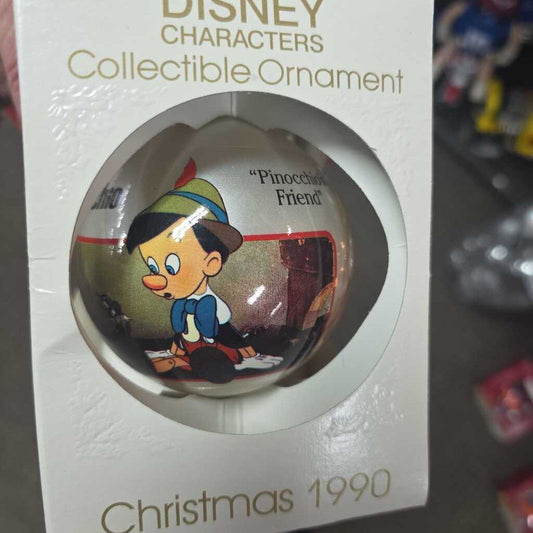 DISNEY
CHARACTERS
Collectible Ornament
"Pinocchio's
Friend"
Christmas 1990